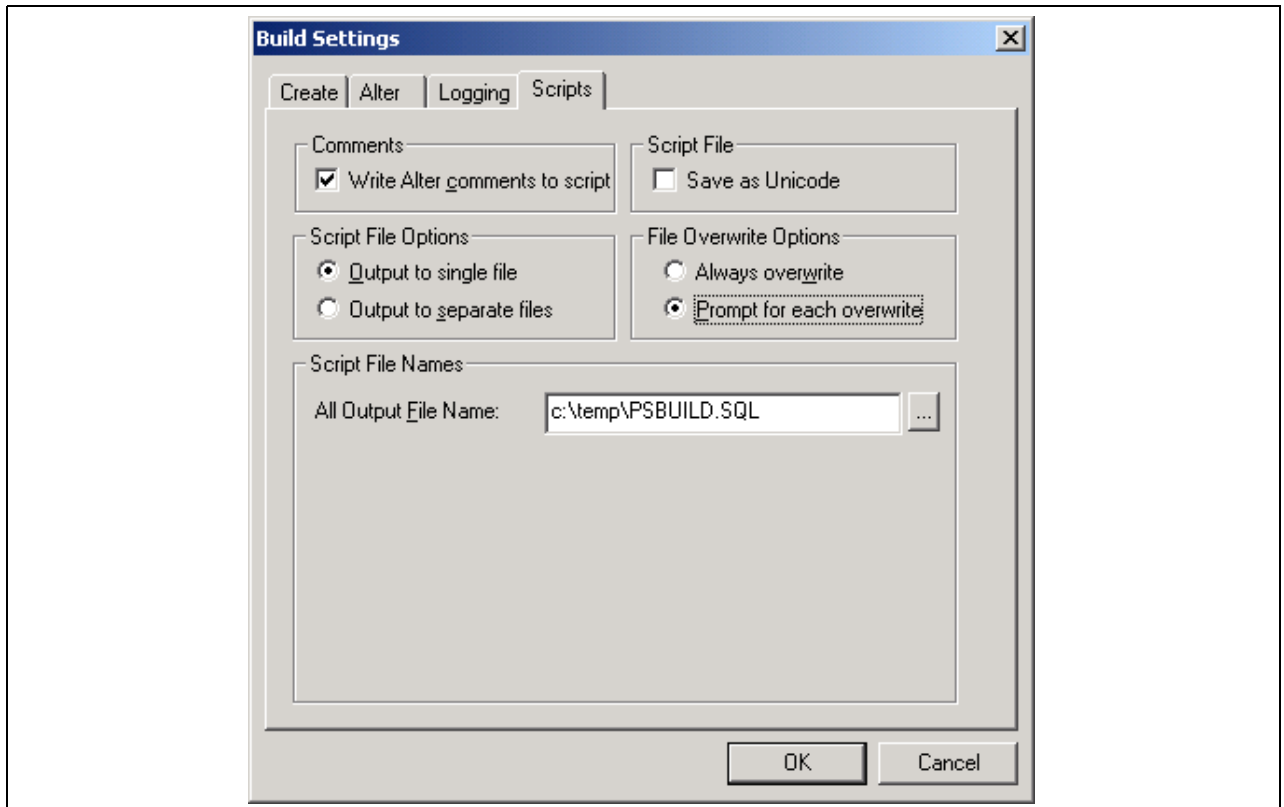 Build Settings
Create Alter Logging Scripts
Comments
Write Alter comments to script
Script File
Save as Unicode
Script File Options
Output to single file
Output to separate files
File Overwrite Options
Always overwrite
Prompt for each overwrite
Script File Names
All Output File Name: c:\temp\PSBUILD.SQL ...
OK Cancel